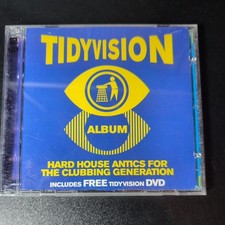 TIDYVISION
ALBUM
HARD HOUSE ANTICS FOR
THE CLUBBING GENERATION
INCLUDES FREE TIDYVISION DVD